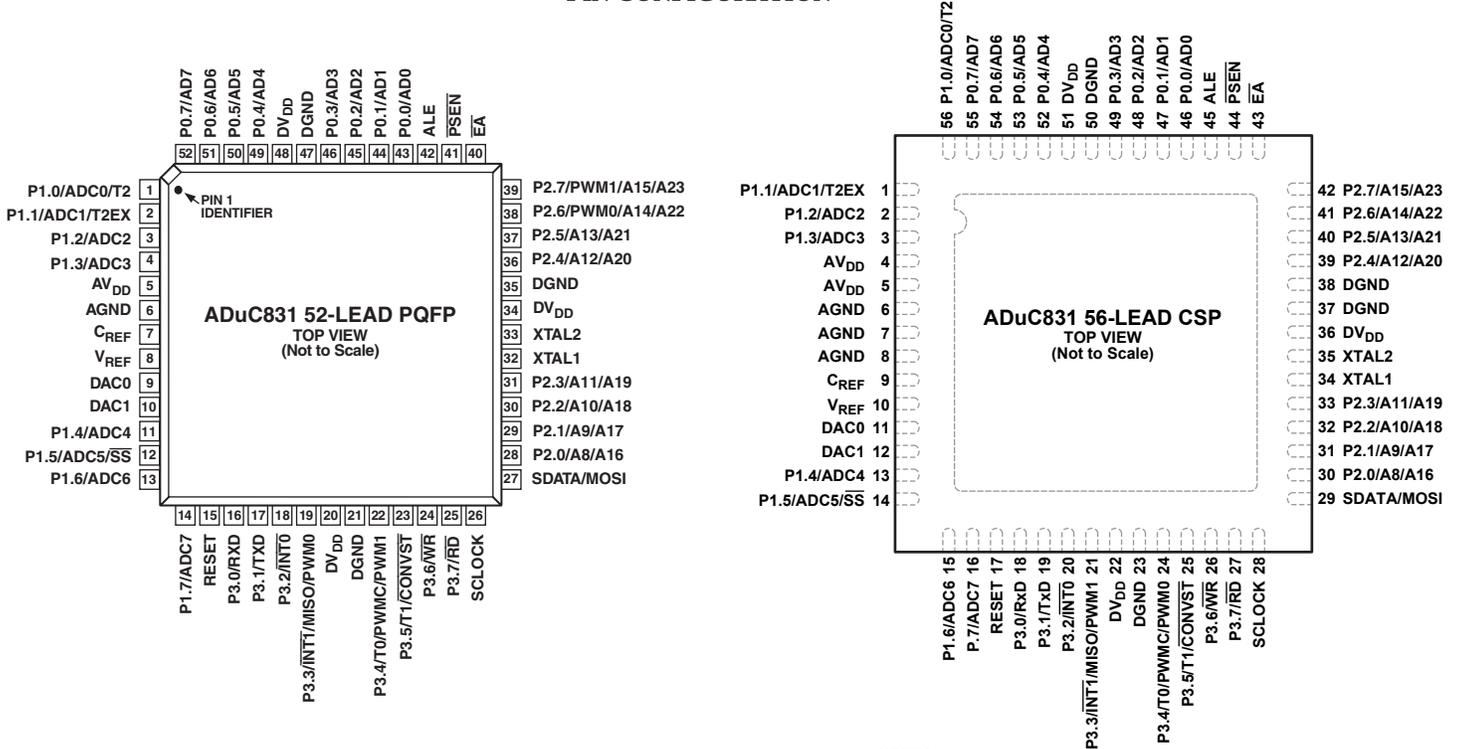 52 P0.7/AD7
51 P0.6/AD6
50 P0.5/AD5
49 P0.4/AD4
48 DVDD
47 DGND
46 P0.3/AD3
45 P0.2/AD2
44 P0.1/AD1
43 P0.0/AD0
42 ALE
41 P̅S̅E̅N̅
40 E̅A̅
P1.0/ADC0/T2 1
P1.1/ADC1/T2EX 2
P1.2/ADC2 3
P1.3/ADC3 4
AVDD 5
AGND 6
CREF 7
VREF 8
DAC0 9
DAC1 10
P1.4/ADC4 11
P1.5/ADC5/S̅S̅ 12
P1.6/ADC6 13
PIN 1
IDENTIFIER
ADuC831 52-LEAD PQFP
TOP VIEW
(Not to Scale)
39 P2.7/PWM1/A15/A23
38 P2.6/PWM0/A14/A22
37 P2.5/A13/A21
36 P2.4/A12/A20
35 DGND
34 DVDD
33 XTAL2
32 XTAL1
31 P2.3/A11/A19
30 P2.2/A10/A18
29 P2.1/A9/A17
28 P2.0/A8/A16
27 SDATA/MOSI
14 P1.7/ADC7
15 RESET
16 P3.0/RXD
17 P3.1/TXD
18 P3.2/I̅N̅T̅0̅
19 P3.3/I̅N̅T̅1̅/MISO/PWM0
20 DVDD
21 DGND
22 P3.4/T0/PWMC/PWM1
23 P3.5/T1/C̅O̅N̅V̅S̅T̅
24 P3.6/W̅R̅
25 P3.7/R̅D̅
26 SCLOCK
56 P1.0/ADC0/T2
55 P0.7/AD7
54 P0.6/AD6
53 P0.5/AD5
52 P0.4/AD4
51 DVDD
50 DGND
49 P0.3/AD3
48 P0.2/AD2
47 P0.1/AD1
46 P0.0/AD0
45 ALE
44 P̅S̅E̅N̅
43 E̅A̅
P1.1/ADC1/T2EX 1
P1.2/ADC2 2
P1.3/ADC3 3
AVDD 4
AVDD 5
AGND 6
AGND 7
AGND 8
CREF 9
VREF 10
DAC0 11
DAC1 12
P1.4/ADC4 13
P1.5/ADC5/S̅S̅ 14
ADuC831 56-LEAD CSP
TOP VIEW
(Not to Scale)
42 P2.7/A15/A23
41 P2.6/A14/A22
40 P2.5/A13/A21
39 P2.4/A12/A20
38 DGND
37 DGND
36 DVDD
35 XTAL2
34 XTAL1
33 P2.3/A11/A19
32 P2.2/A10/A18
31 P2.1/A9/A17
30 P2.0/A8/A16
29 SDATA/MOSI
P1.6/ADC6 15
P.7/ADC7 16
RESET 17
P3.0/RxD 18
P3.1/TxD 19
P3.2/I̅N̅T̅0̅ 20
P3.3/I̅N̅T̅1̅/MISO/PWM1 21
DVDD 22
DGND 23
P3.4/T0/PWMC/PWM0 24
P3.5/T1/C̅O̅N̅V̅S̅T̅ 25
P3.6/W̅R̅ 26
P3.7/R̅D̅ 27
SCLOCK 28